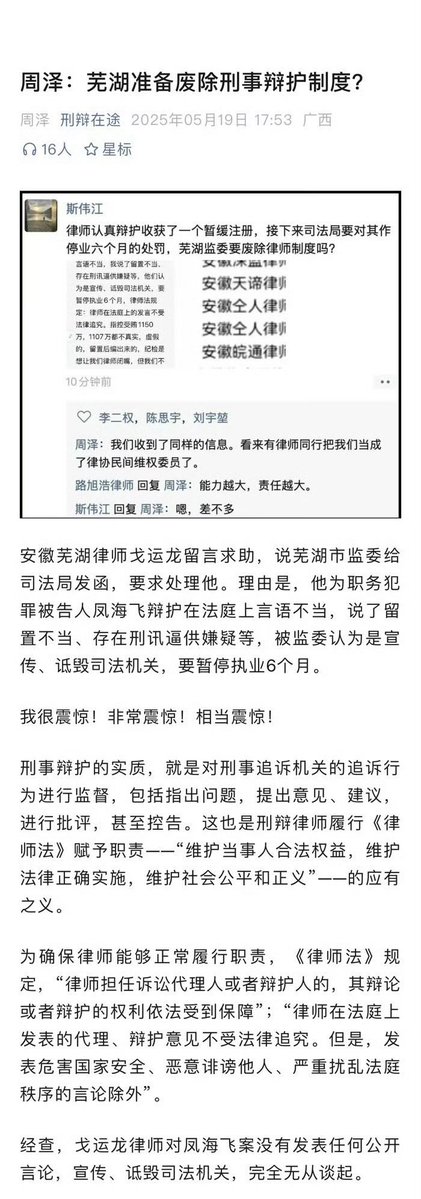 周泽：芜湖准备废除刑事辩护制度？
周泽 刑辩在途 2025年05月19日 17:53 广西
16人 星标
斯伟江
律师认真辩护收获了一个暂缓注册，接下来司法局要对其作
停业六个月的处罚，芜湖监委要废除律师制度吗？
言语不当，我说了留置不当、
存在刑讯逼供嫌疑等，他们认
为是宣传、诋毁司法机关，要
暂停执业6个月，律师法规
定：律师在法庭上的发言不受
法律追究。指控受贿1150
万，1107万都不真实，虚假
的，留置后编出来的，纪检是
想让我们律师闭嘴，但我们不
安徽深蓝律师
安徽天谛律师
安徽仝人律师
安徽仝人律师
安徽皖通律师
10分钟前
李二权，陈思宇，刘宇堃
周泽：我们收到了同样的信息。看来有律师同行把我们当成
了律协民间维权委员了。
路旭浩律师 回复 周泽：能力越大，责任越大。
斯伟江 回复 周泽：嗯，差不多
安徽芜湖律师戈运龙留言求助，说芜湖市监委给
司法局发函，要求处理他。理由是，他为职务犯
罪被告人凤海飞辩护在法庭上言语不当，说了留
置不当、存在刑讯逼供嫌疑等，被监委认为是宣
传、诋毁司法机关，要暂停执业6个月。
我很震惊！非常震惊！相当震惊！
刑事辩护的实质，就是对刑事追诉机关的追诉行
为进行监督，包括指出问题，提出意见、建议，
进行批评，甚至控告。这也是刑辩律师履行《律
师法》赋予职责——“维护当事人合法权益，维护
法律正确实施，维护社会公平和正义”——的应有
之义。
为确保律师能够正常履行职责，《律师法》规
定，“律师担任诉讼代理人或者辩护人的，其辩论
或者辩护的权利依法受到保障”；“律师在法庭上
发表的代理、辩护意见不受法律追究。但是，发
表危害国家安全、恶意诽谤他人、严重扰乱法庭
秩序的言论除外”。
经查，戈运龙律师对凤海飞案没有发表任何公开
言论，宣传、诋毁司法机关，完全无从谈起。